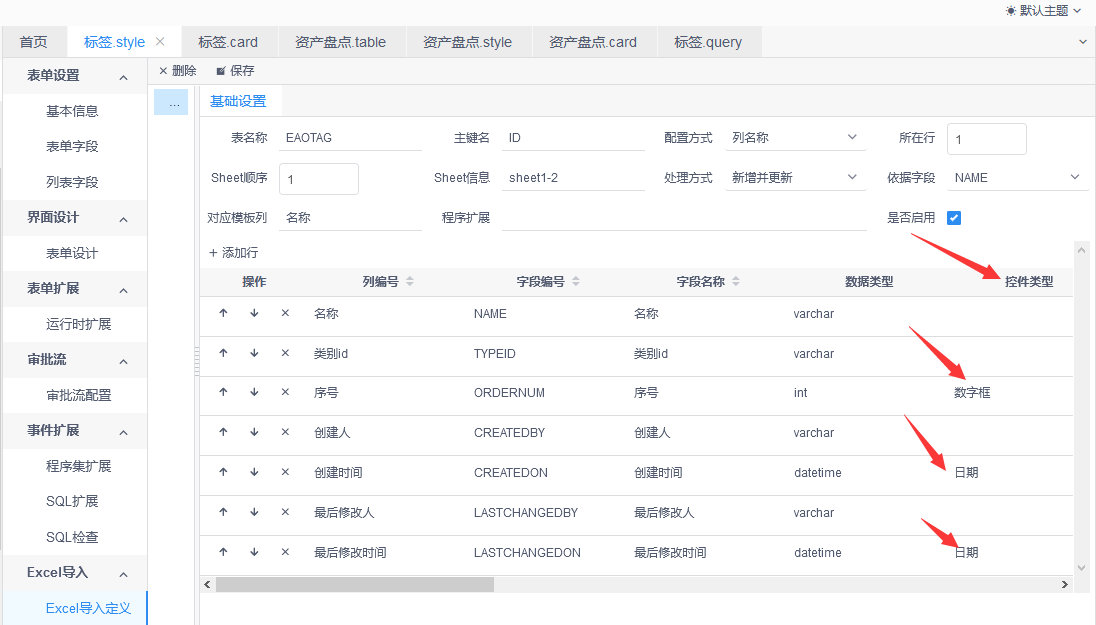 默认主题
首页 标签.style 标签.card 资产盘点.table 资产盘点.style 资产盘点.card 标签.query
表单设置
基本信息
表单字段
列表字段
界面设计
表单设计
表单扩展
运行时扩展
审批流
审批流配置
事件扩展
程序集扩展
SQL扩展
SQL检查
Excel导入
Excel导入定义
删除 保存
...
基础设置
表名称 EAOTAG 主键名 ID 配置方式 列名称 所在行 1
Sheet顺序 1 Sheet信息 sheet1-2 处理方式 新增并更新 依据字段 NAME
对应模板列 名称 程序扩展 是否启用
+ 添加行
操作 列编号 字段编号 字段名称 数据类型 控件类型
名称 NAME 名称 varchar
类别id TYPEID 类别id varchar
序号 ORDERNUM 序号 int 数字框
创建人 CREATEDBY 创建人 varchar
创建时间 CREATEDON 创建时间 datetime 日期
最后修改人 LASTCHANGEDBY 最后修改人 varchar
最后修改时间 LASTCHANGEDON 最后修改时间 datetime 日期